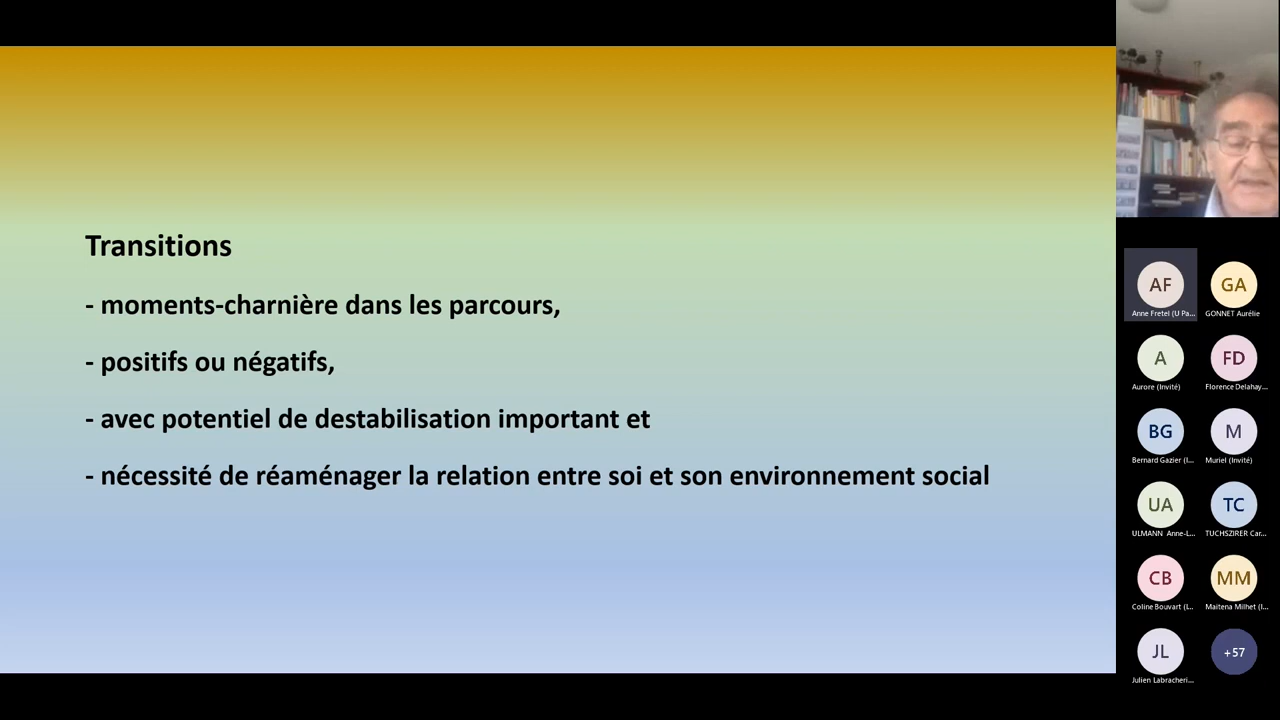 Transitions
- moments-charnière dans les parcours,
- positifs ou négatifs,
- avec potentiel de destabilisation important et
- nécessité de réaménager la relation entre soi et son environnement social
AF
GA
Anne Fretel (U Pa...
GONNET Aurélie
A
FD
Aurore (Invité)
Florence Delahay...
BG
M
Bernard Gazier (I...
Muriel (Invité)
UA
TC
ULMANN Anne-L...
TUCHSZIRER Car...
CB
MM
Coline Bouvart (I...
Maitena Milhet (I...
JL
+57
Julien Labracheri...